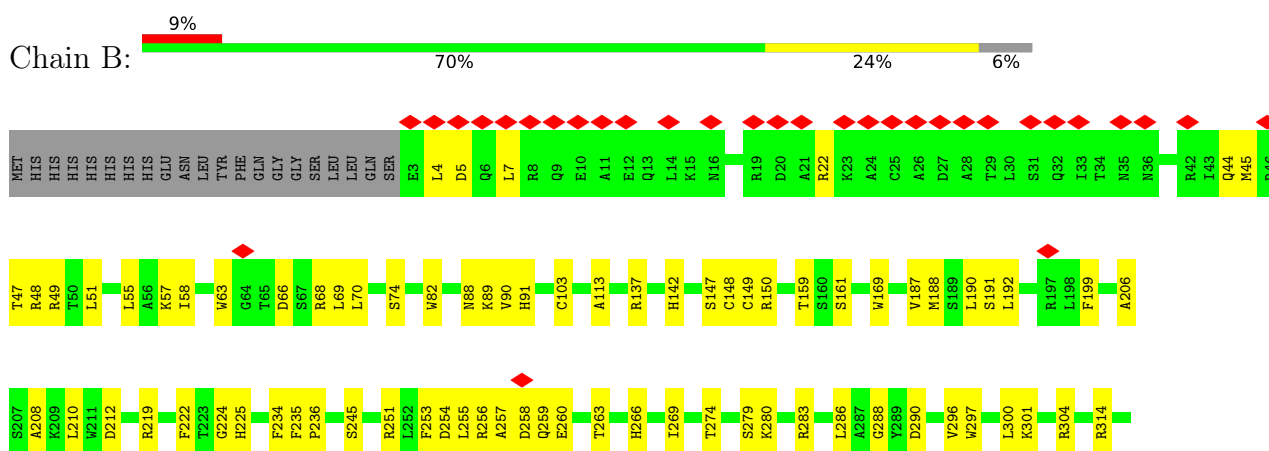 9%
Chain B:
70% 24% 6%
MET HIS HIS HIS HIS HIS HIS HIS GLU ASN LEU TYR PHE GLN GLY GLY SER LEU LEU GLN SER E3 L4 D5 Q6 L7 R8 Q9 E10 A11 E12 Q13 L14 K15 N16 R19 D20 A21 R22 K23 A24 C25 A26 D27 A28 T29 L30 S31 Q32 I33 T34 N35 N36 R42 I43 Q44 M45
T47 R48 R49 T50 L51 L55 A56 K57 I58 W63 G64 T65 D66 S67 R68 L69 L70 S74 W82 N88 K89 V90 H91 C103 A113 R137 H142 S147 C148 C149 R150 T159 S160 S161 W169 V187 M188 S189 L190 S191 L192 R197 L198 F199 A206
S207 A208 K209 L210 W211 D212 R219 F222 T223 G224 H225 F234 F235 P236 S245 R251 L252 F253 D254 L255 R256 A257 D258 Q259 E260 T263 H266 I269 T274 S279 K280 R283 L286 A287 G288 Y289 D290 V296 W297 L300 K301 R304 R314